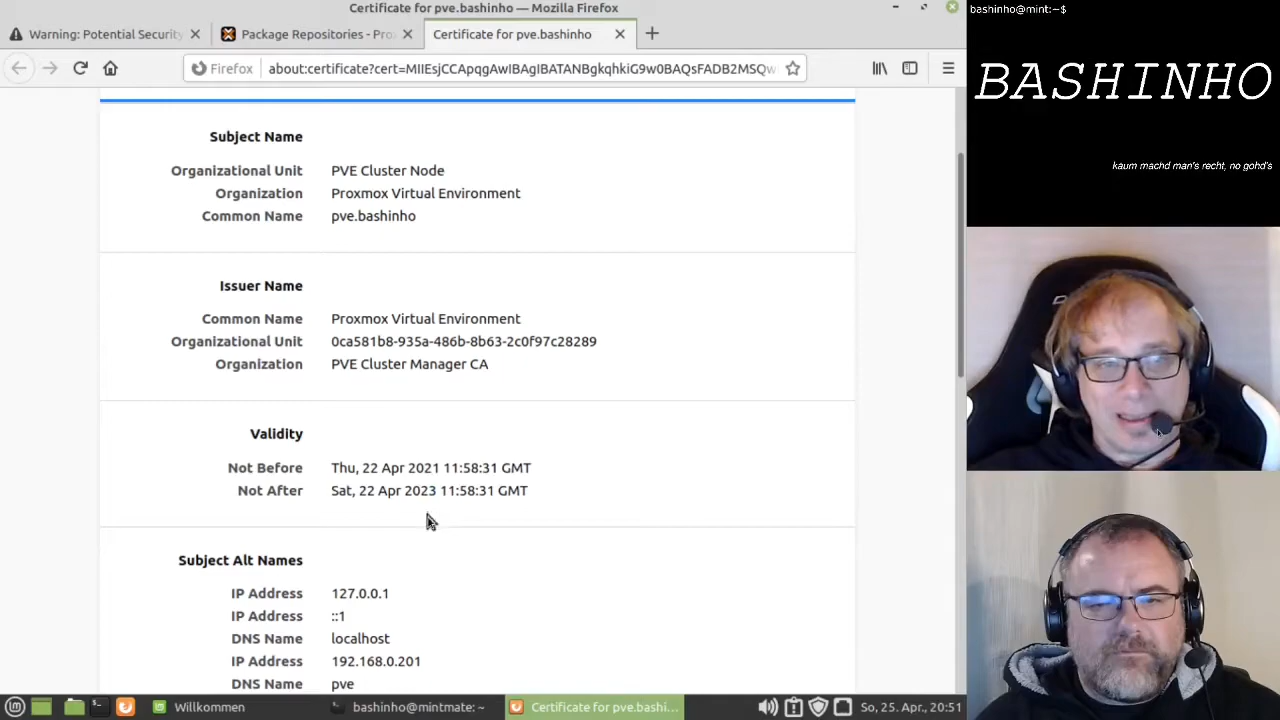 Certificate for pve.bashinho — Mozilla Firefox
Warning: Potential Security
Package Repositories - Pro
Certificate for pve.bashinho
Firefox
about:certificate?cert=MIIEsjCCApqgAwIBAgIBATANBgkqhkiG9w0BAQsFADB2MSQw
Subject Name
Organizational Unit PVE Cluster Node
Organization Proxmox Virtual Environment
Common Name pve.bashinho
Issuer Name
Common Name Proxmox Virtual Environment
Organizational Unit 0ca581b8-935a-486b-8b63-2c0f97c28289
Organization PVE Cluster Manager CA
Validity
Not Before Thu, 22 Apr 2021 11:58:31 GMT
Not After Sat, 22 Apr 2023 11:58:31 GMT
Subject Alt Names
IP Address 127.0.0.1
IP Address ::1
DNS Name localhost
IP Address 192.168.0.201
DNS Name pve
Willkommen
bashinho@mintmate: ~
Certificate for pve.bashi...
So, 25. Apr., 20:51
bashinho@mint:~$
BASHINHO
kaum machd man's recht, no gohd's